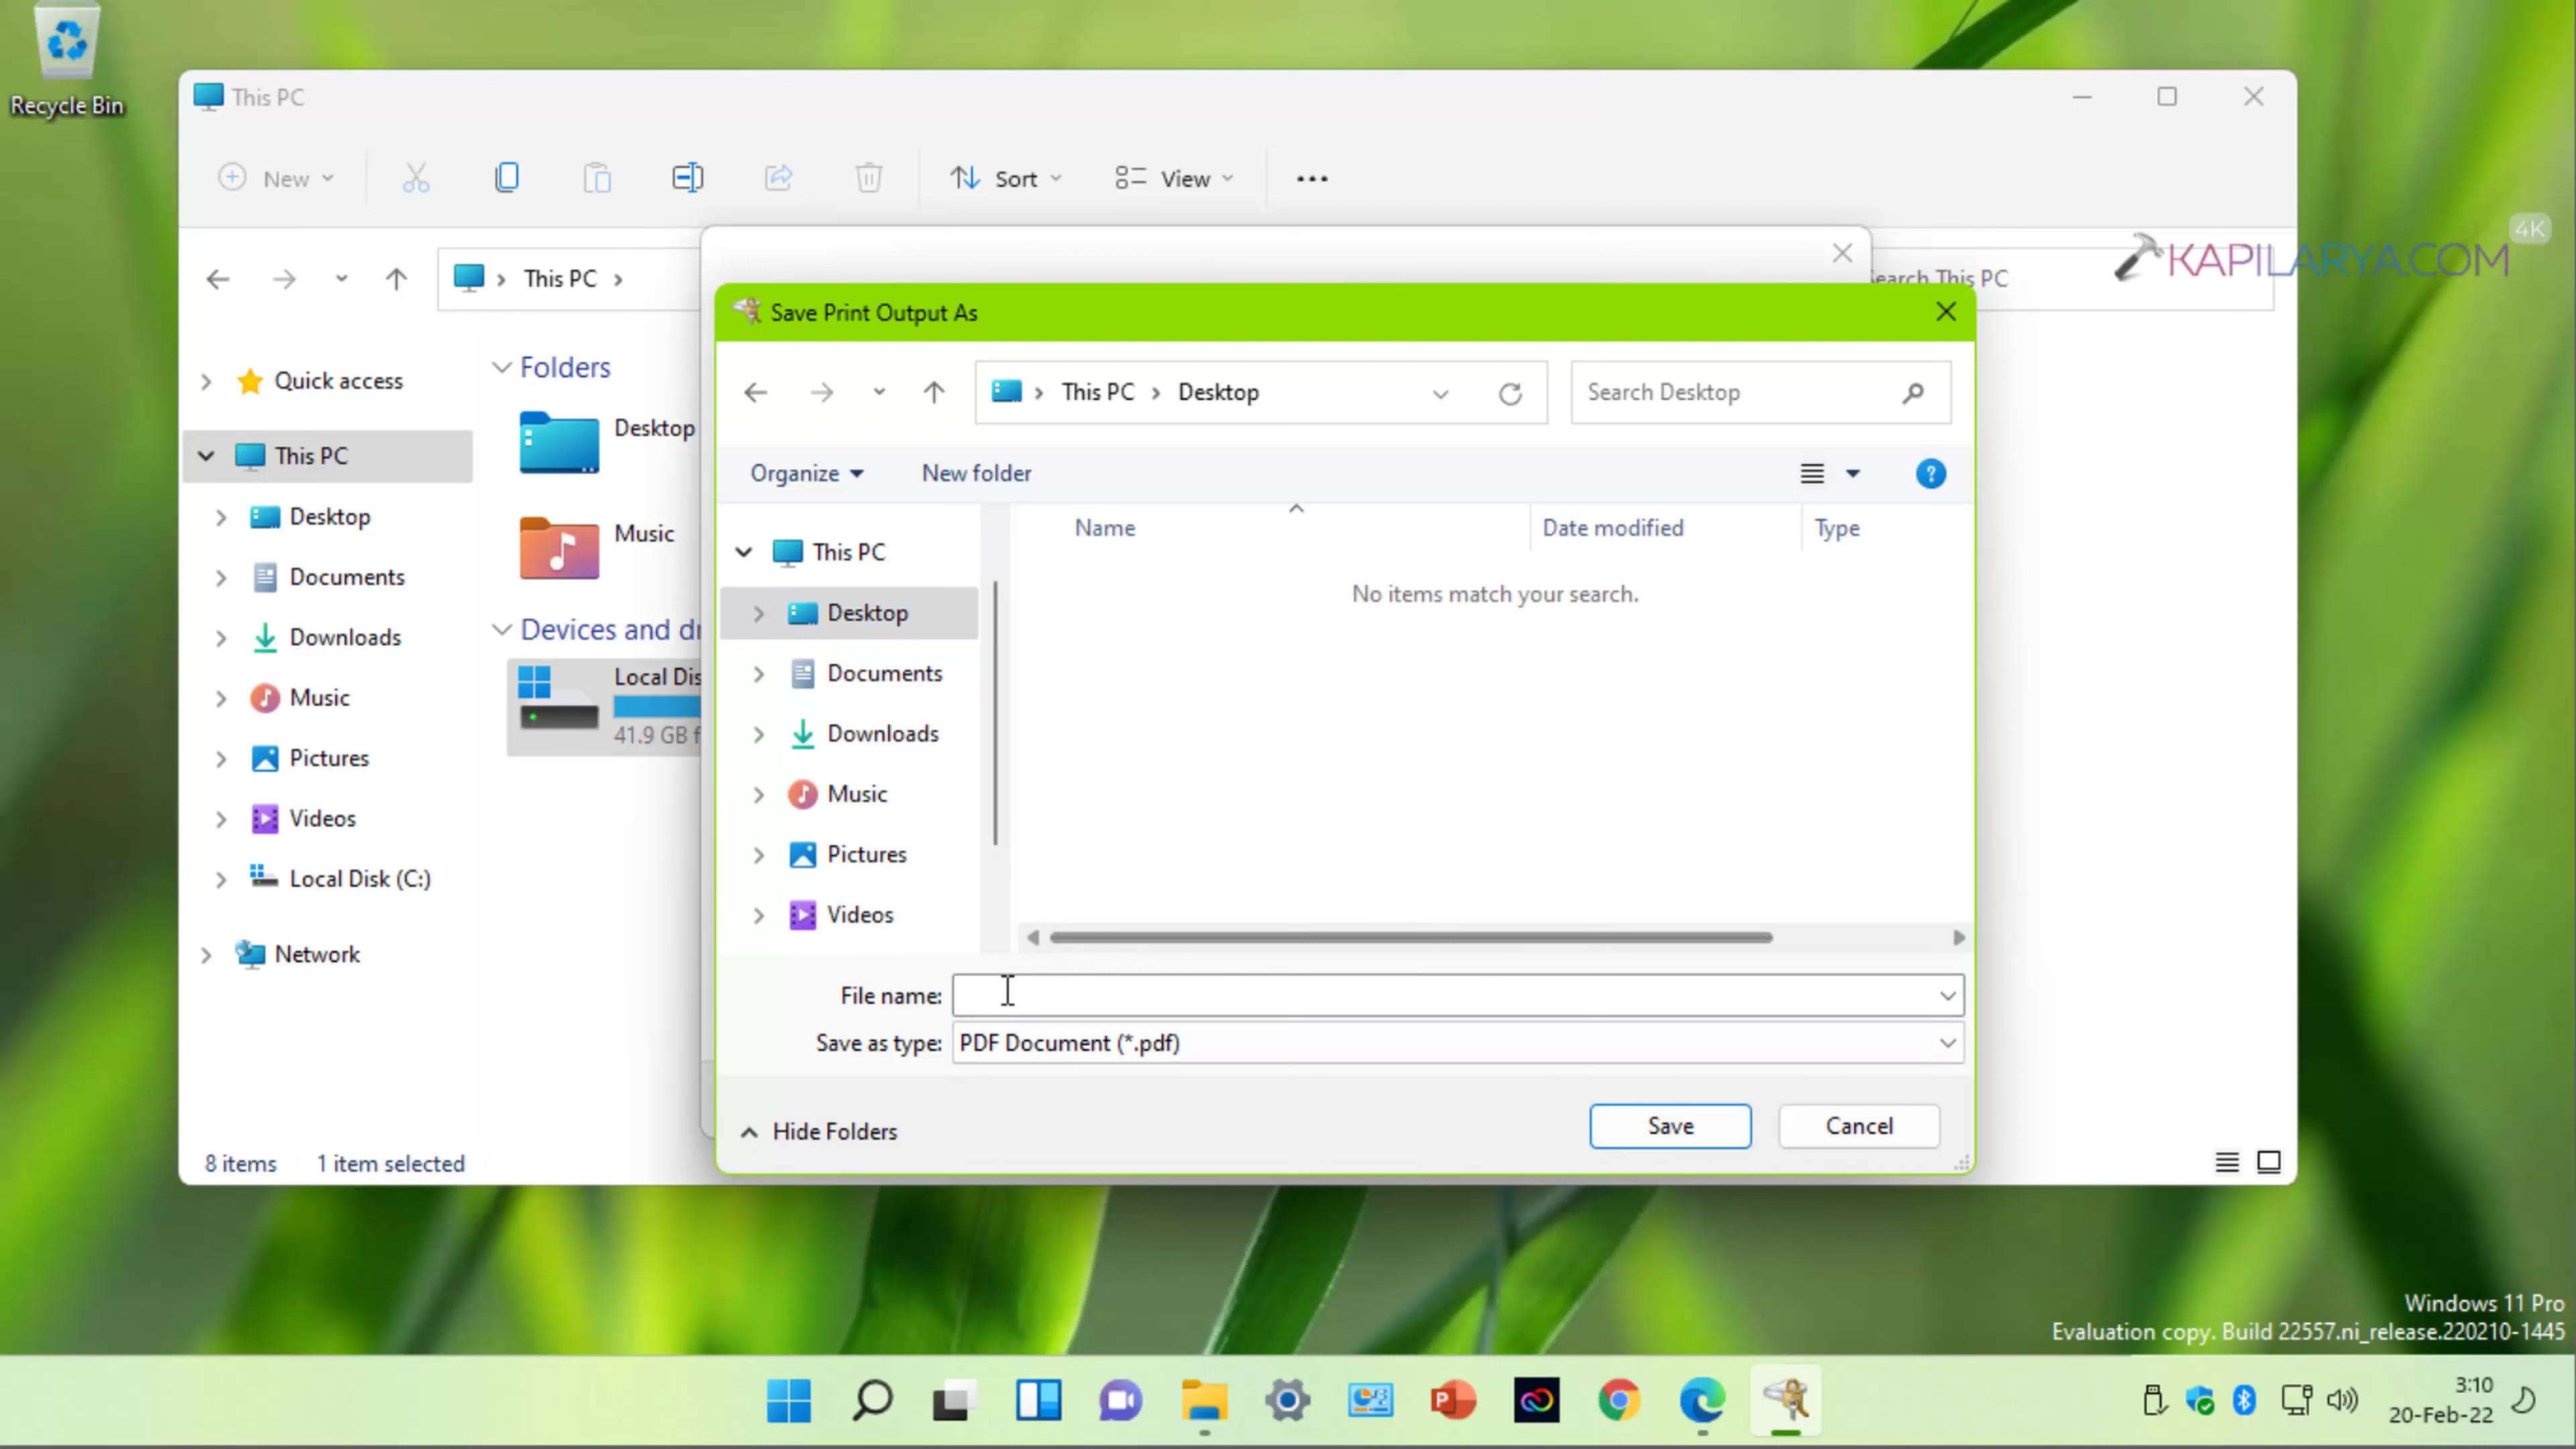 Recycle Bin
This PC
New
Sort
View
This PC
Search This PC
4K
KAPILARYA.COM
Quick access
This PC
Desktop
Documents
Downloads
Music
Pictures
Videos
Local Disk (C:)
Network
Folders
Desktop
Music
Devices and dr
Local Dis
41.9 GB f
8 items
1 item selected
Save Print Output As
This PC
Desktop
Search Desktop
Organize
New folder
?
Name
Date modified
Type
No items match your search.
This PC
Desktop
Documents
Downloads
Music
Pictures
Videos
File name:
Save as type: PDF Document (*.pdf)
Hide Folders
Save
Cancel
Windows 11 Pro
Evaluation copy. Build 22557.ni_release.220210-1445
P
3:10
20-Feb-22